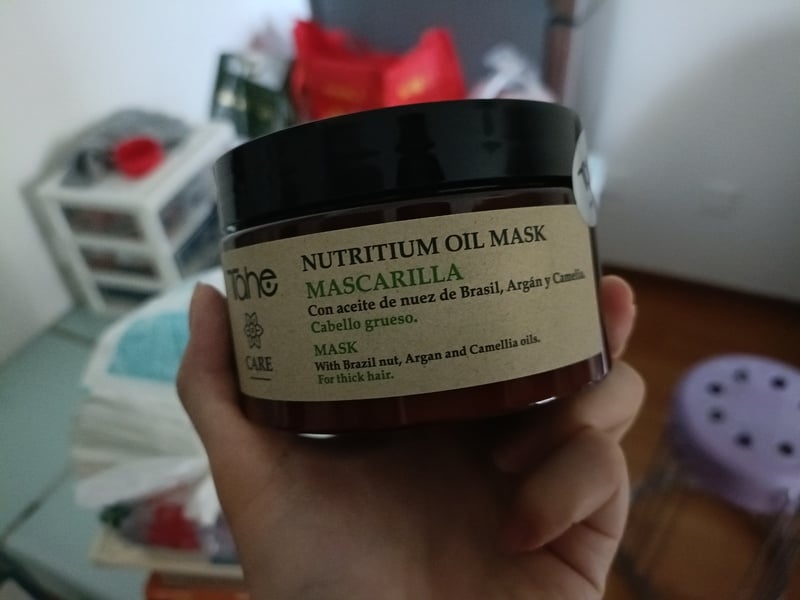 Tahe
CARE
NUTRITIUM OIL MASK
MASCARILLA
Con aceite de nuez de Brasil, Argán y Camelia.
Cabello grueso.
MASK
With Brazil nut, Argan and Camellia oils.
For thick hair.